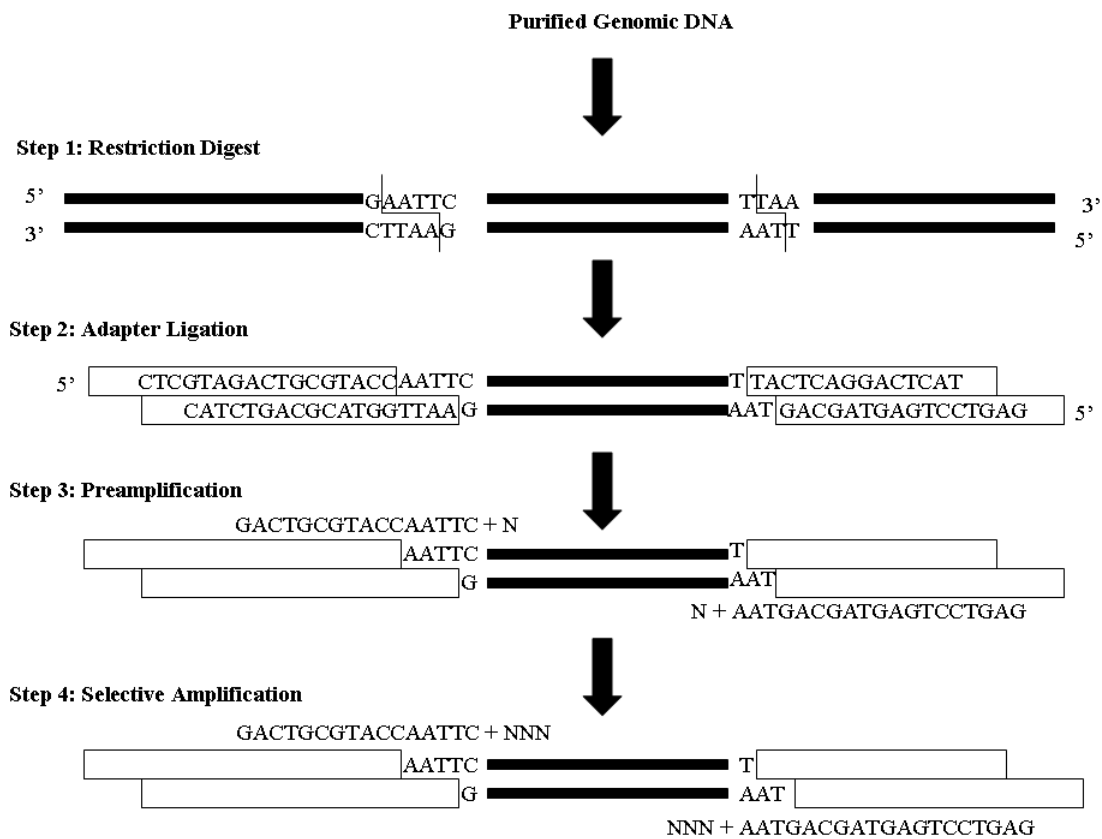 Purified Genomic DNA
Step 1: Restriction Digest
5’ GAATTC TTAA 3’
3’ CTTAAG AATT 5’
Step 2: Adapter Ligation
5’ CTCGTAGACTGCGTACC AATTC T TACTCAGGACTCAT
CATCTGACGCATGGTTAA G AAT GACGATGAGTCCTGAG 5’
Step 3: Preamplification
GACTGCGTACCAATTC + N
AATTC T
G AAT
N + AATGACGATGAGTCCTGAG
Step 4: Selective Amplification
GACTGCGTACCAATTC + NNN
AATTC T
G AAT
NNN + AATGACGATGAGTCCTGAG